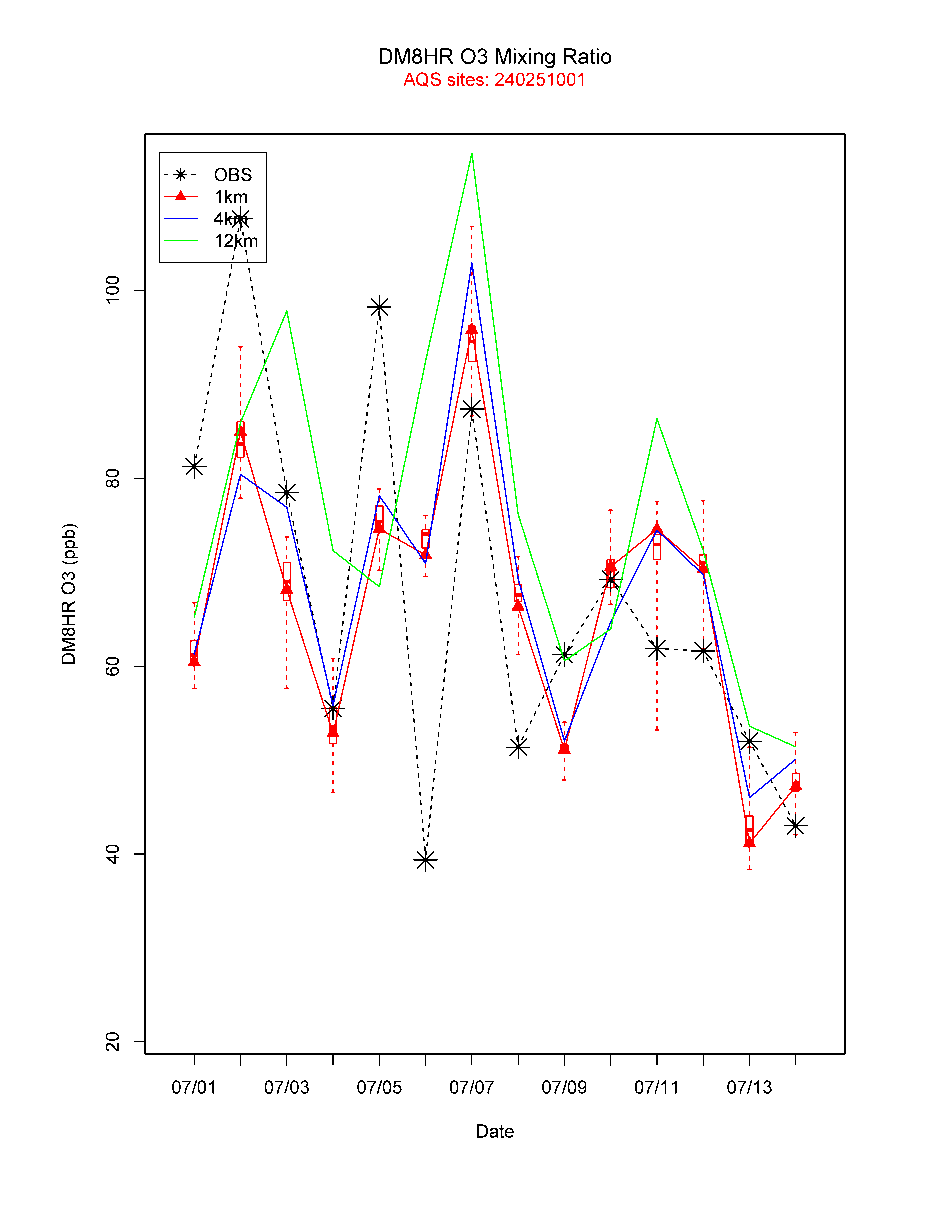 DM8HR O3 Mixing Ratio
AQS sites: 240251001
OBS
1km
4km
12km
DM8HR O3 (ppb)
100
80
60
40
20
07/01 07/03 07/05 07/07 07/09 07/11 07/13
Date